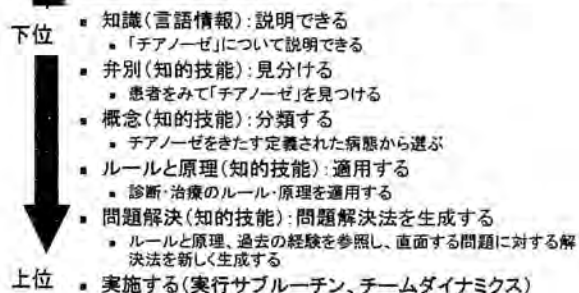 下位
▪ 知識(言語情報):説明できる
▪ 「チアノーゼ」について説明できる
▪ 弁別(知的技能):見分ける
▪ 患者をみて「チアノーゼ」を見つける
▪ 概念(知的技能):分類する
▪ チアノーゼをきたす定義された病態から選ぶ
▪ ルールと原理(知的技能):適用する
▪ 診断・治療のルール・原理を適用する
▪ 問題解決(知的技能):問題解決法を生成する
▪ ルールと原理、過去の経験を参照し、直面する問題に対する解
決法を新しく生成する
上位
▪ 実施する(実行サブルーチン、チームダイナミクス)